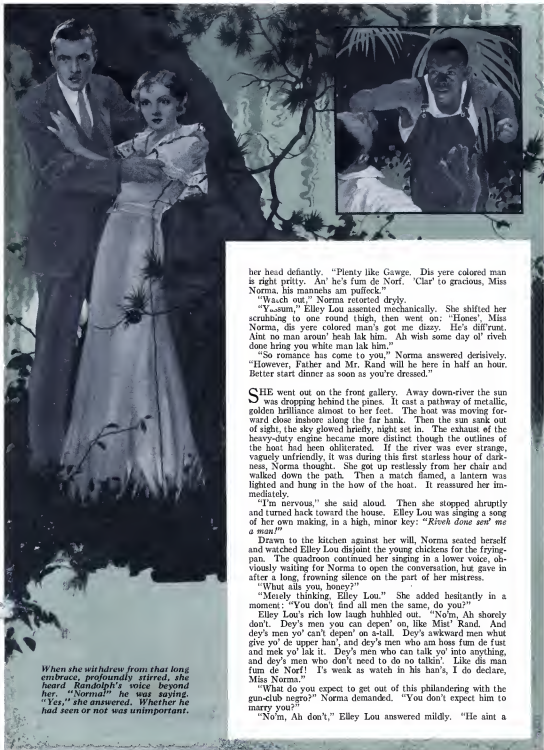 her head defiantly. "Plenty like Gawge. Dis yere colored man
is right pritty. An' he's fum de Norf. 'Clar' to gracious, Miss
Norma, his mannehs am puffeck."
"Watch out," Norma retorted dryly.
"Yassum," Elley Lou assented mechanically. She shifted her
scrubbing to one round thigh, then went on: "Hones', Miss
Norma, dis yere colored man's got me dizzy. He's diff'runt.
Aint no man aroun' heah lak him. Ah wish some day ol' riveh
done bring you white man lak him."
"So romance has come to you," Norma answered derisively.
"However, Father and Mr. Rand will be here in half an hour.
Better start dinner as soon as you're dressed."
SHE went out on the front gallery. Away down-river the sun
was dropping behind the pines. It cast a pathway of metallic,
golden brilliance almost to her feet. The boat was moving for-
ward close inshore along the far bank. Then the sun sank out
of sight, the sky glowed briefly, night set in. The exhaust of the
heavy-duty engine became more distinct though the outlines of
the boat had been obliterated. If the river was ever strange,
vaguely unfriendly, it was during this first starless hour of dark-
ness, Norma thought. She got up restlessly from her chair and
walked down the path. Then a match flamed, a lantern was
lighted and hung in the bow of the boat. It reassured her im-
mediately.
"I'm nervous," she said aloud. Then she stopped abruptly
and turned back toward the house. Elley Lou was singing a song
of her own making, in a high, minor key: "Riveh done sen' me
a man!"
Drawn to the kitchen against her will, Norma seated herself
and watched Elley Lou disjoint the young chickens for the frying-
pan. The quadroon continued her singing in a lower voice, ob-
viously waiting for Norma to open the conversation, but gave in
after a long, frowning silence on the part of her mistress.
"Whut ails you, honey?"
"Merely thinking, Elley Lou." She added hesitantly in a
moment: "You don't find all men the same, do you?"
Elley Lou's rich low laugh bubbled out. "No'm, Ah shorely
don't. Dey's men you can depen' on, like Mist' Rand. And
dey's men yo' can't depen' on a-tall. Dey's awkward men whut
give yo' de upper han', and dey's men who am hoss fum de fust
and mek yo' lak it. Dey's men who can talk yo' into anything,
and dey's men who don't need to do no talkin'. Like dis man
fum de Norf! I's weak as watch in his han's, I do declare,
Miss Norma."
"What do you expect to get out of this philandering with the
gun-club negro?" Norma demanded. "You don't expect him to
marry you?"
"No'm, Ah don't," Elley Lou answered mildly. "He aint a
When she withdrew from that long
embrace, profoundly stirred, she
heard Randolph's voice beyond
her. "Norma!" he was saying.
"Yes," she answered. Whether he
had seen or not was unimportant.